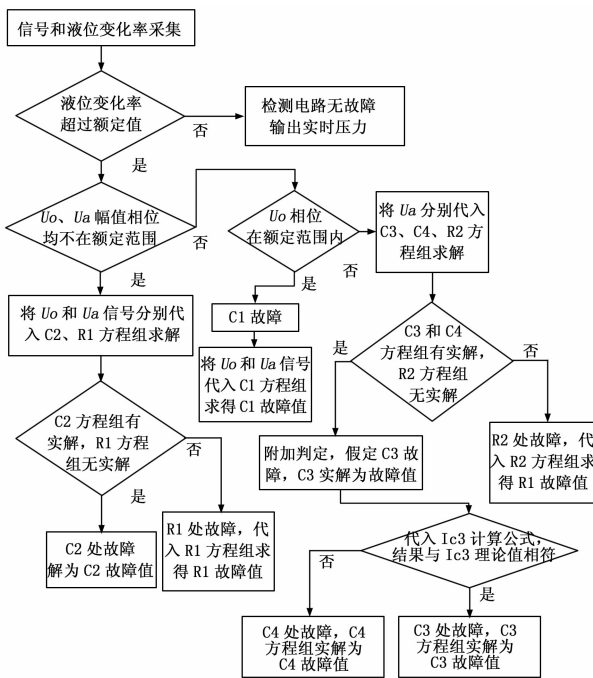 信号和液位变化率采集
液位变化率
超过额定值
否
检测电路无故障
输出实时压力
是
Uo、Ua 幅值相位
均不在额定范围
否
Uo 相位
在额定范围内
将 Ua 分别代入
C3、C4、R2 方
程组求解
是
否
将 Uo 和 Ua 信号分别代
入 C2、R1 方程组求解
C1 故障
将 Uo 和 Ua 信号
代入 C1 方程组
求得 C1 故障值
是
C3 和 C4
方程组有实解，
R2 方程组
无实解
否
C2 方程组有
实解，R1 方程
组无实解
否
附加判定，假定 C3 故
障，C3 实解为故障值
R2 处故障，代
入 R2 方程组求
得 R1 故障值
是
C2 处故障
解为 C2 故障值
R1 处故障，代
入 R1 方程组求
得 R1 故障值
代入 Ic3 计算公式，
结果与 Ic3 理论值相符
否
是
C4 处故障，C4
方程组实解为
C4 故障值
C3 处故障，C3
方程组实解为
C3 故障值